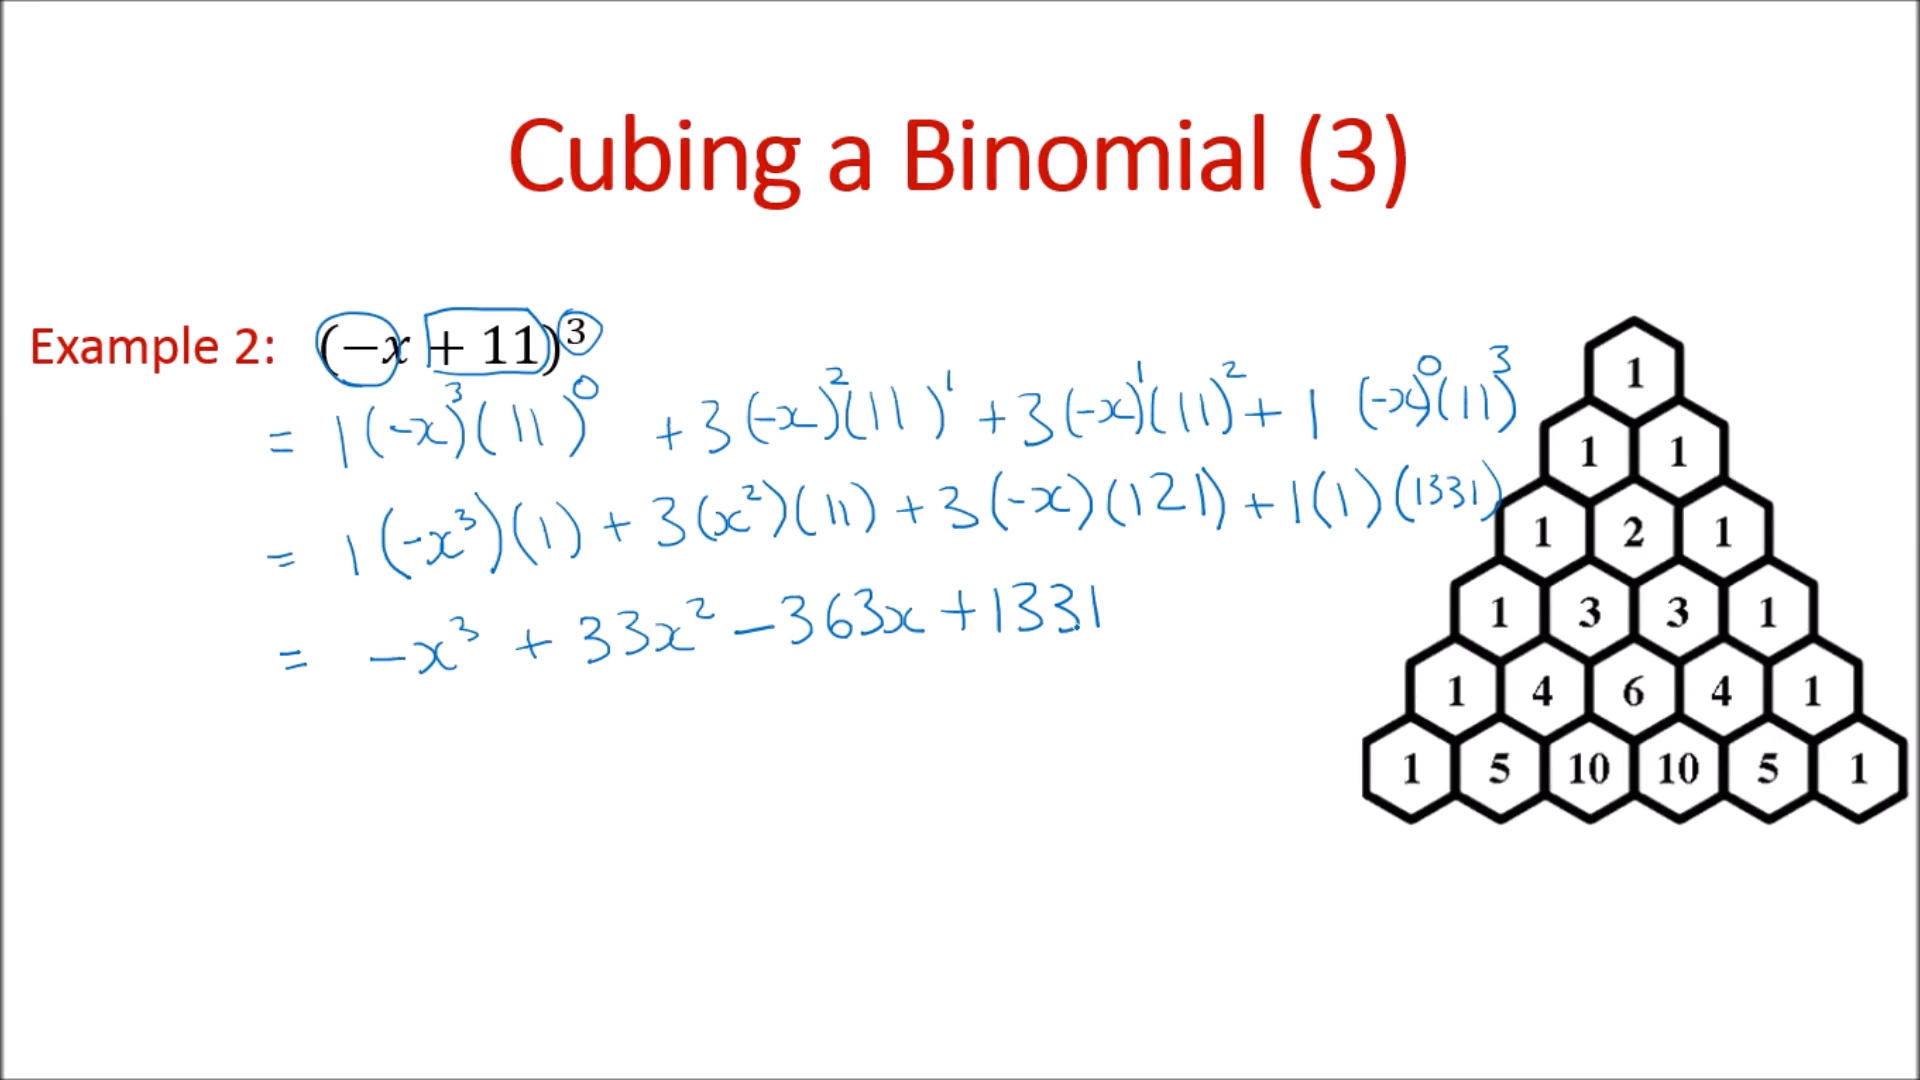 Cubing a Binomial (3)
Example 2: (−x + 11)³
= 1(-x)³(11)⁰ + 3(-x)²(11)¹ + 3(-x)¹(11)² + 1 (-x)⁰(11)³
= 1(-x³)(1) + 3(x²)(11) + 3(-x)(121) + 1(1)(1331)
= -x³ + 33x² - 363x + 1331
1
1 1
1 2 1
1 3 3 1
1 4 6 4 1
1 5 10 10 5 1